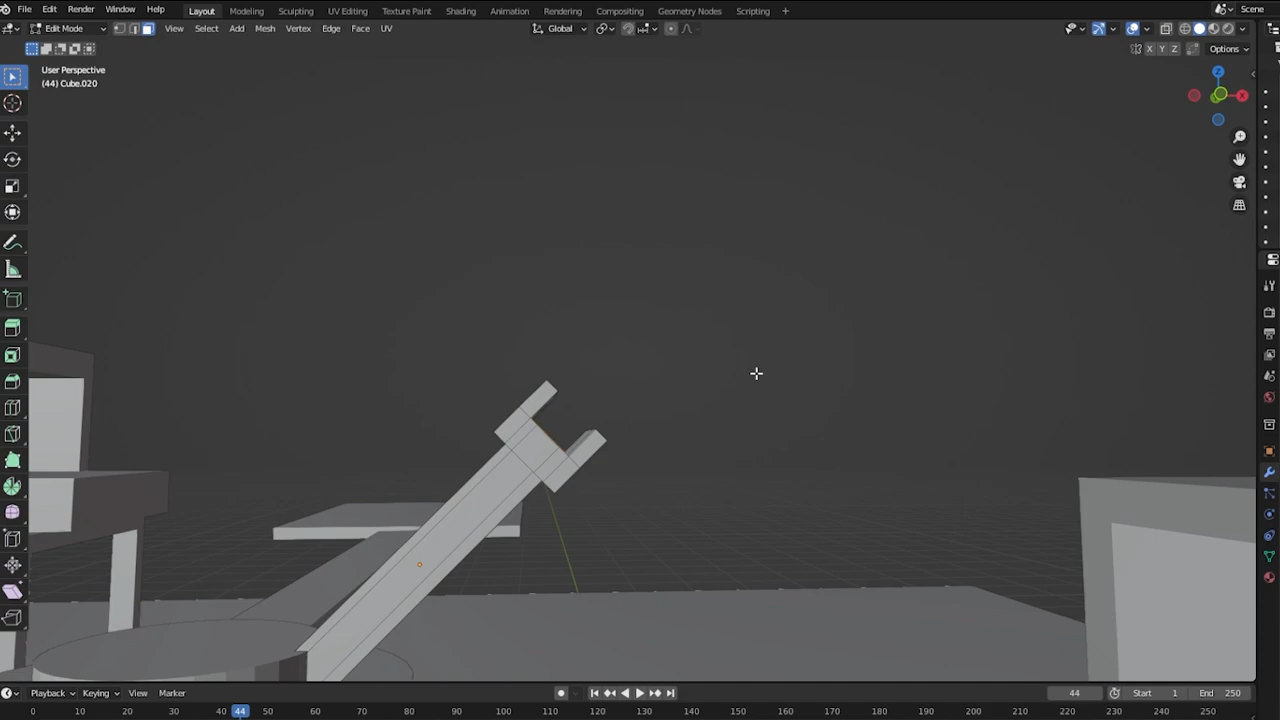 File Edit Render Window Help Layout Modeling Sculpting UV Editing Texture Paint Shading Animation Rendering Compositing Geometry Nodes Scripting + Scene
Edit Mode View Select Add Mesh Vertex Edge Face UV Global
X Y Z Options
User Perspective
(44) Cube.020
Z
X
Playback Keying View Marker 44 Start 1 End 250
0 10 20 30 40 44 50 60 70 80 90 100 110 120 130 140 150 160 170 180 190 200 210 220 230 240 250